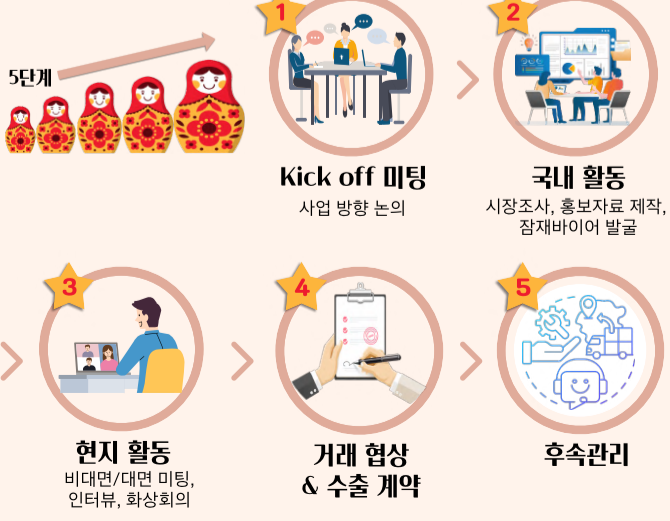 5단계
1
Kick off 미팅
사업 방향 논의
2
국내 활동
시장조사, 홍보자료 제작,
잠재바이어 발굴
3
현지 활동
비대면/대면 미팅,
인터뷰, 화상회의
4
거래 협상
& 수출 계약
5
후속관리